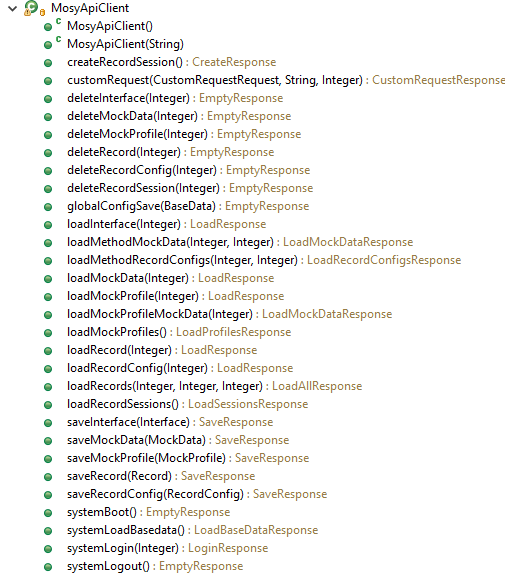 MosyApiClient
MosyApiClient()
MosyApiClient(String)
createRecordSession() : CreateResponse
customRequest(CustomRequestRequest, String, Integer) : CustomRequestResponse
deleteInterface(Integer) : EmptyResponse
deleteMockData(Integer) : EmptyResponse
deleteMockProfile(Integer) : EmptyResponse
deleteRecord(Integer) : EmptyResponse
deleteRecordConfig(Integer) : EmptyResponse
deleteRecordSession(Integer) : EmptyResponse
globalConfigSave(BaseData) : EmptyResponse
loadInterface(Integer) : LoadResponse
loadMethodMockData(Integer, Integer) : LoadMockDataResponse
loadMethodRecordConfigs(Integer, Integer) : LoadRecordConfigsResponse
loadMockData(Integer) : LoadResponse
loadMockProfile(Integer) : LoadResponse
loadMockProfileMockData(Integer) : LoadMockDataResponse
loadMockProfiles() : LoadProfilesResponse
loadRecord(Integer) : LoadResponse
loadRecordConfig(Integer) : LoadResponse
loadRecords(Integer, Integer, Integer) : LoadAllResponse
loadRecordSessions() : LoadSessionsResponse
saveInterface(Interface) : SaveResponse
saveMockData(MockData) : SaveResponse
saveMockProfile(MockProfile) : SaveResponse
saveRecord(Record) : SaveResponse
saveRecordConfig(RecordConfig) : SaveResponse
systemBoot() : EmptyResponse
systemLoadBasedata() : LoadBaseDataResponse
systemLogin(Integer) : LoginResponse
systemLogout() : EmptyResponse